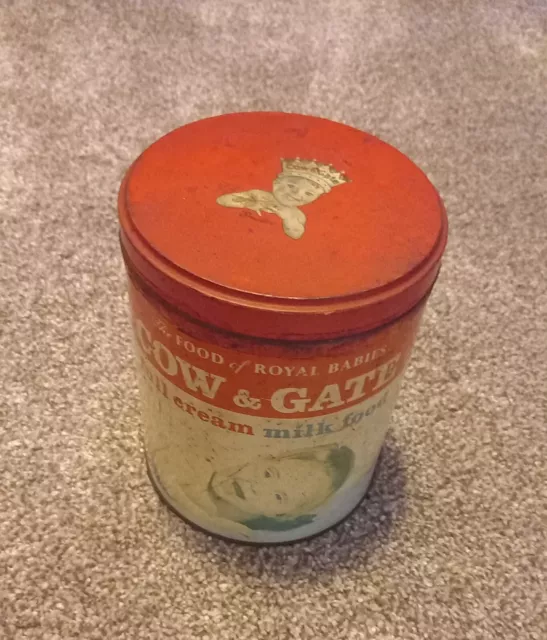 The FOOD of ROYAL BABIES
COW & GATE
cream milk food